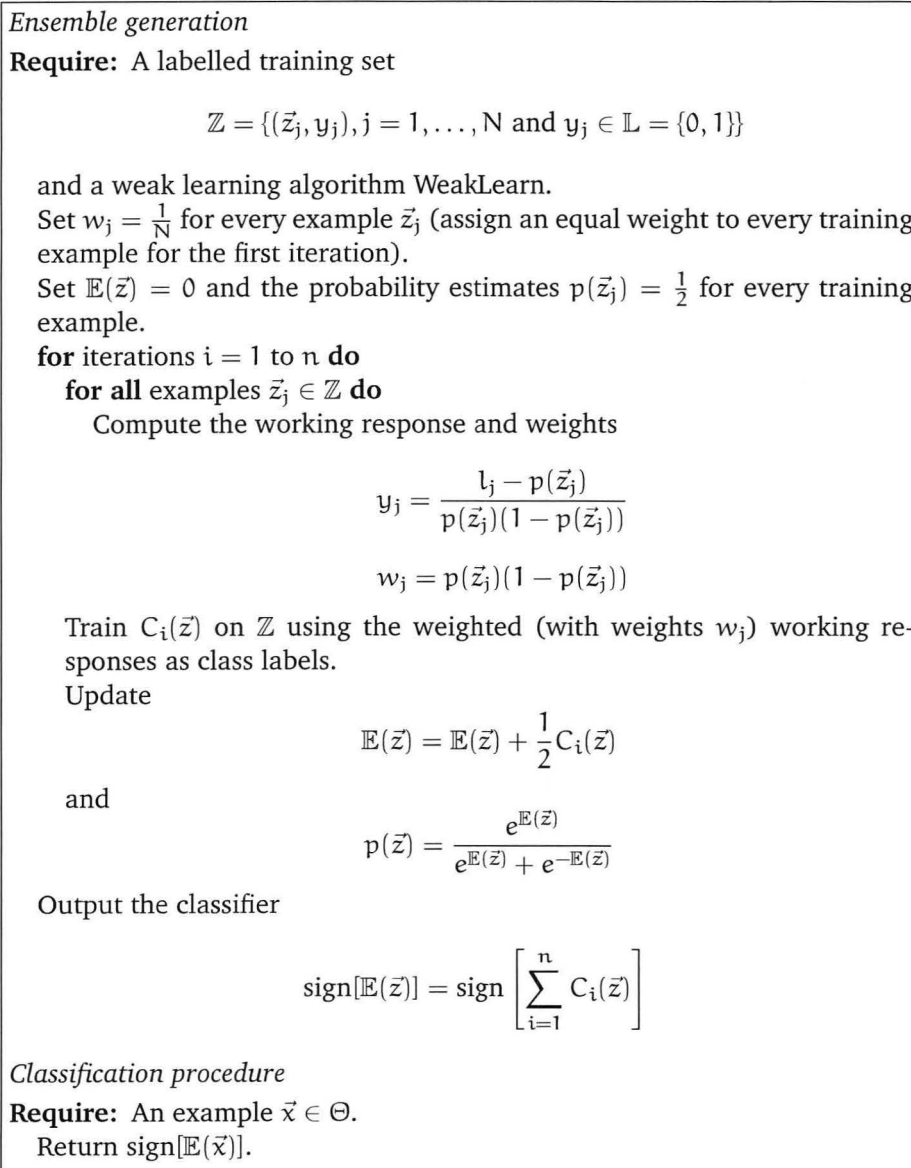 Ensemble generation
Require: A labelled training set
ℤ = {(z⃗ⱼ, yⱼ), j = 1, . . . , N and yⱼ ∈ 𝕃 = {0, 1}}
and a weak learning algorithm WeakLearn.
Set wⱼ = 1/N for every example z⃗ⱼ (assign an equal weight to every training
example for the first iteration).
Set 𝔼(z⃗) = 0 and the probability estimates p(z⃗ⱼ) = 1/2 for every training
example.
for iterations i = 1 to n do
for all examples z⃗ⱼ ∈ ℤ do
Compute the working response and weights
yⱼ = (lⱼ − p(z⃗ⱼ)) / (p(z⃗ⱼ)(1 − p(z⃗ⱼ)))
wⱼ = p(z⃗ⱼ)(1 − p(z⃗ⱼ))
Train Cᵢ(z⃗) on ℤ using the weighted (with weights wⱼ) working re-
sponses as class labels.
Update
𝔼(z⃗) = 𝔼(z⃗) + 1/2 Cᵢ(z⃗)
and
p(z⃗) = e^𝔼(z⃗) / (e^𝔼(z⃗) + e^−𝔼(z⃗))
Output the classifier
sign[𝔼(z⃗)] = sign [∑ⁿᵢ₌₁ Cᵢ(z⃗)]
Classification procedure
Require: An example x⃗ ∈ Θ.
Return sign[𝔼(x⃗)].